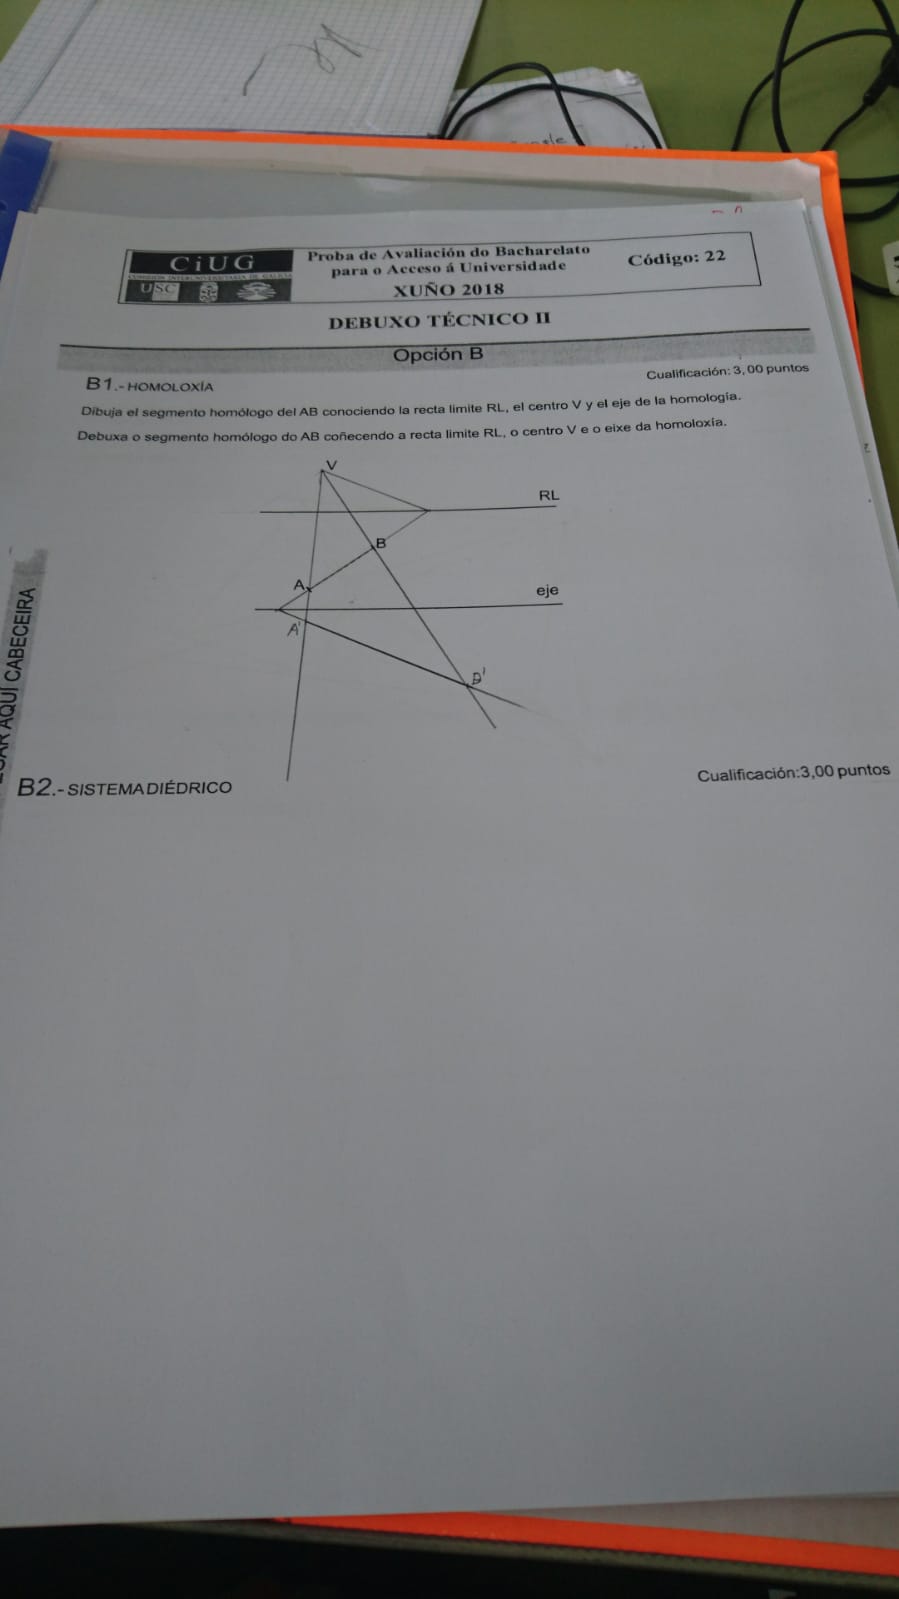 CiUG
COMISIÓN INTERUNIVERSITARIA DE GALICIA
USC
Proba de Avaliación do Bacharelato
para o Acceso á Universidade
XUÑO 2018
Código: 22
DEBUXO TÉCNICO II
Opción B
B1.- HOMOLOXÍA
Cualificación: 3,00 puntos
Dibuja el segmento homólogo del AB conociendo la recta limite RL, el centro V y el eje de la homología.
Debuxa o segmento homólogo do AB coñecendo a recta limite RL, o centro V e o eixe da homoloxía.
V
RL
B
A
eje
A'
B'
AQUÍ CABECEIRA
B2.- SISTEMA DIÉDRICO
Cualificación:3,00 puntos